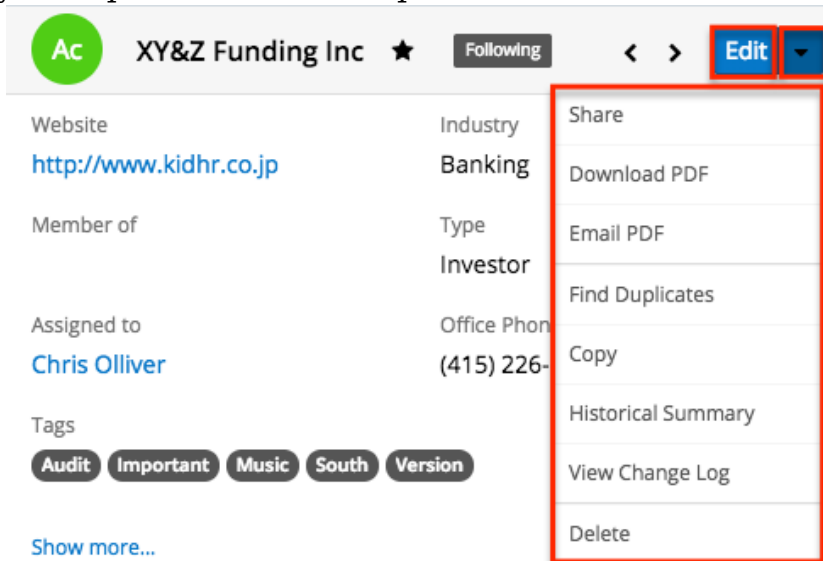 Ac XY&Z Funding Inc ★ Following < > Edit
Website
http://www.kidhr.co.jp
Industry
Banking
Member of
Type
Investor
Assigned to
Chris Olliver
Office Phon
(415) 226-
Tags
Audit Important Music South Version
Show more...
Share
Download PDF
Email PDF
Find Duplicates
Copy
Historical Summary
View Change Log
Delete